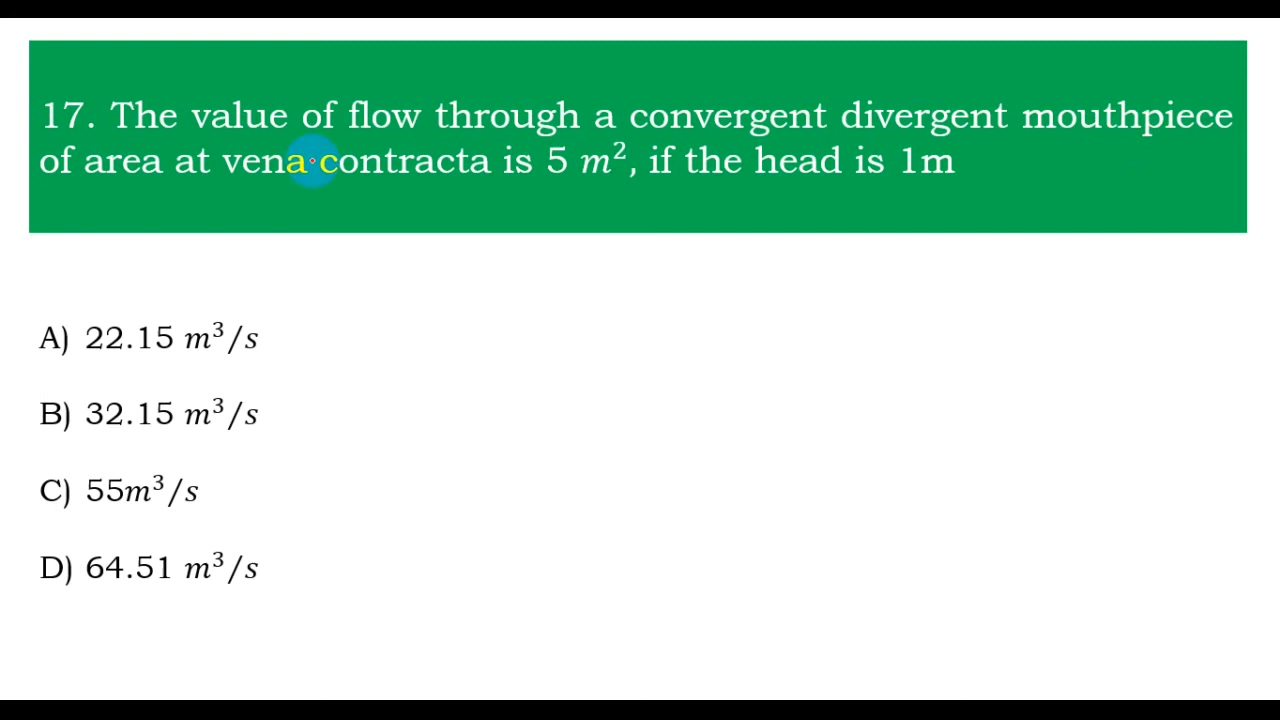 17. The value of flow through a convergent divergent mouthpiece
of area at vena contracta is 5 m², if the head is 1m
A) 22.15 m³/s
B) 32.15 m³/s
C) 55m³/s
D) 64.51 m³/s